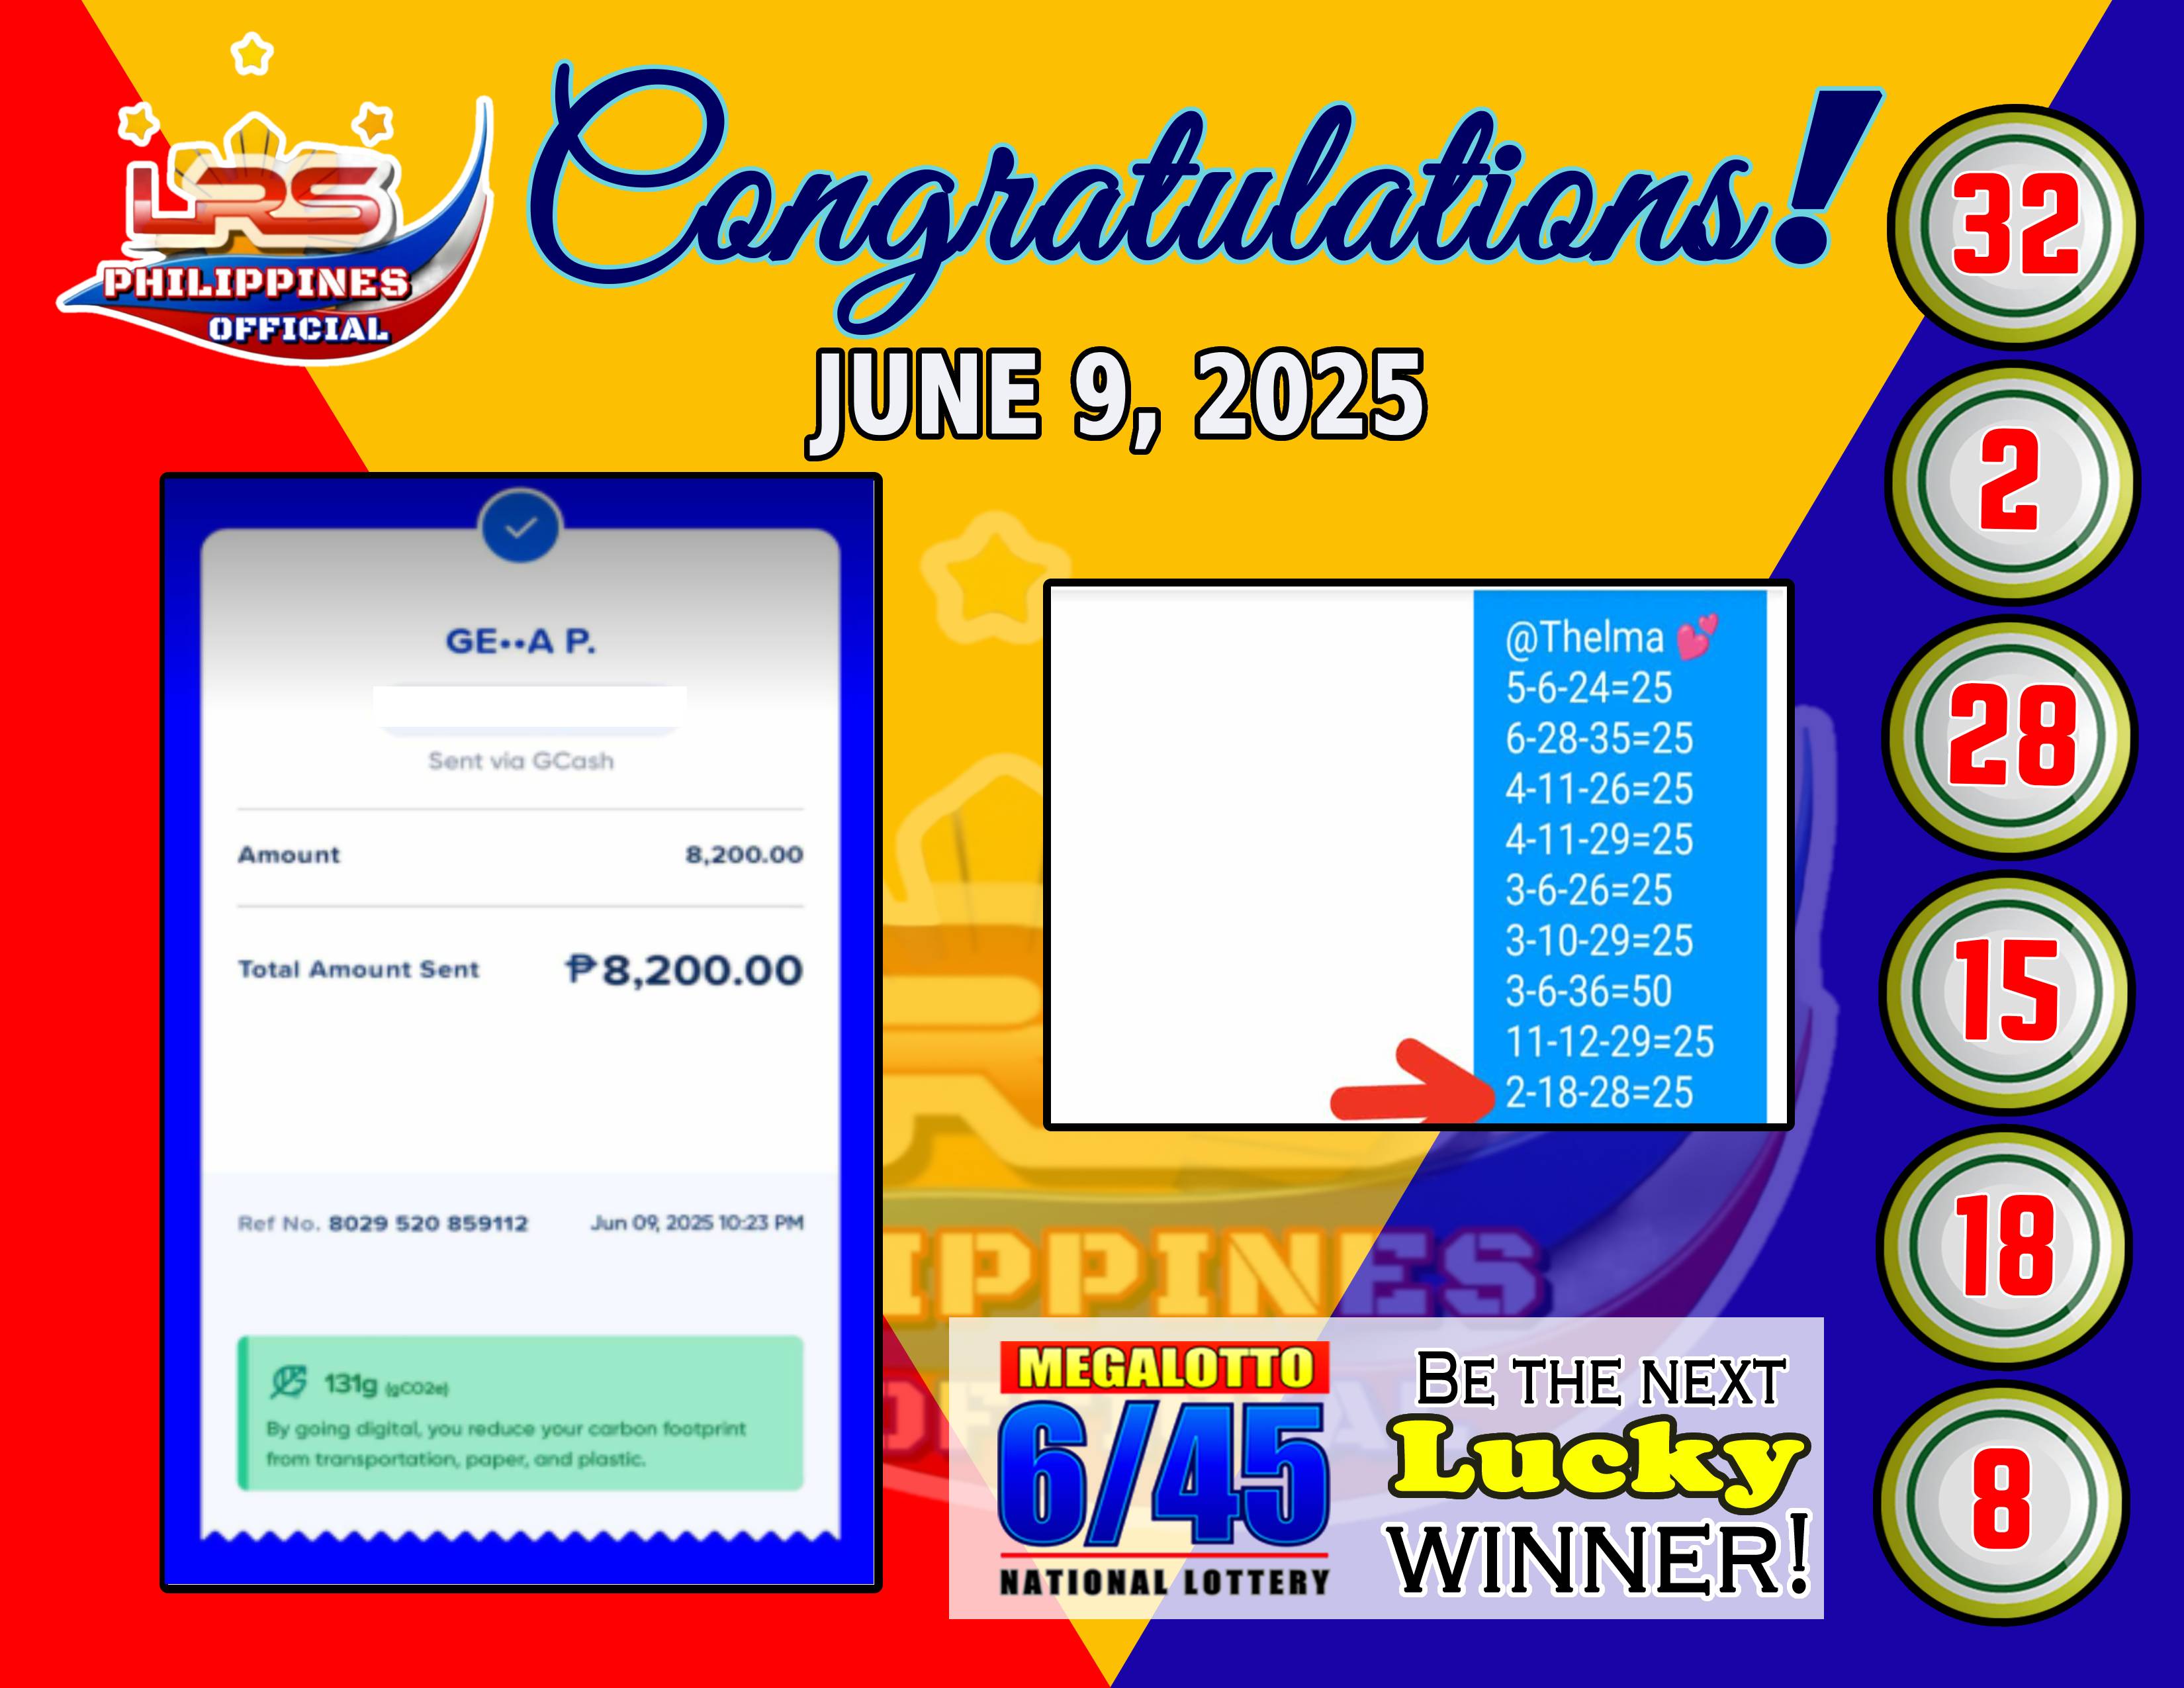 LRS
PHILIPPINES
OFFICIAL
Congratulations!
JUNE 9, 2025
GE••A P.
Sent via GCash
Amount 8,200.00
Total Amount Sent ₱8,200.00
Ref No. 8029 520 859112 Jun 09, 2025 10:23 PM
131g (gCO2e)
By going digital, you reduce your carbon footprint
from transportation, paper, and plastic.
@Thelma 💕
5-6-24=25
6-28-35=25
4-11-26=25
4-11-29=25
3-6-26=25
3-10-29=25
3-6-36=50
11-12-29=25
2-18-28=25
MEGALOTTO
6/45
NATIONAL LOTTERY
BE THE NEXT
Lucky
WINNER!
32
2
28
15
18
8